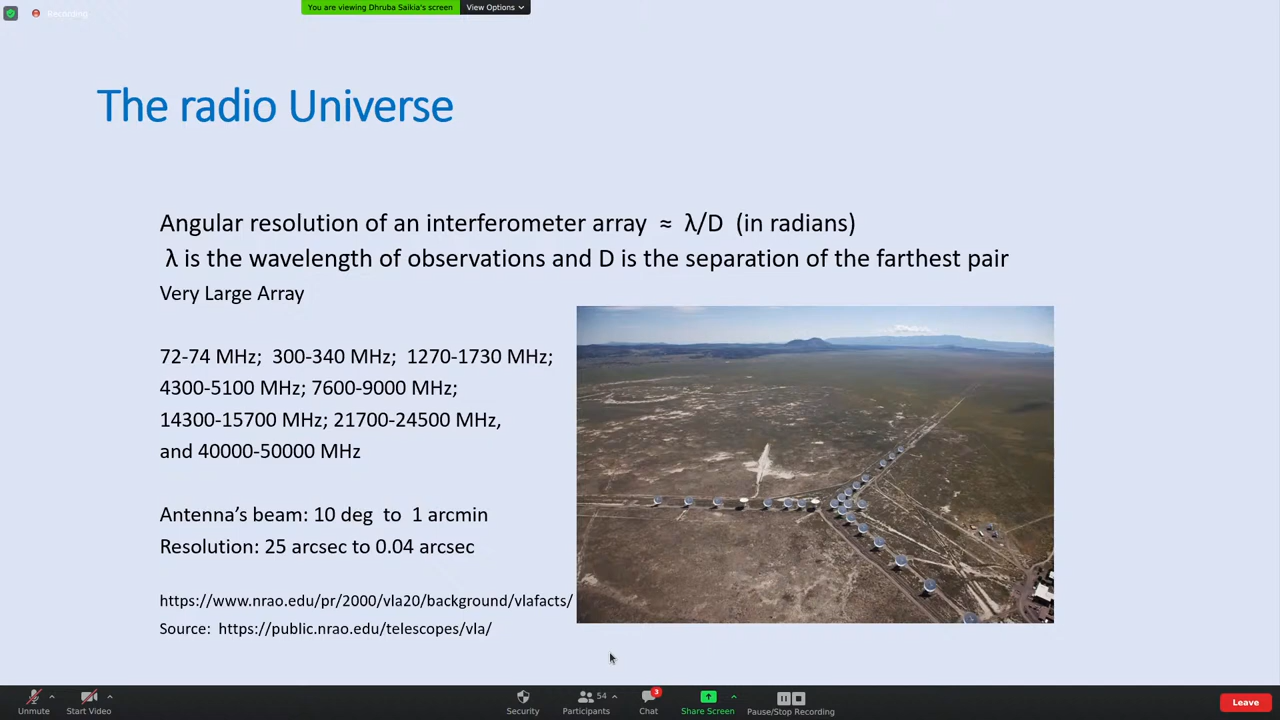 Recording
You are viewing Dhruba Saikia's screen
View Options
The radio Universe
Angular resolution of an interferometer array ≈ λ/D (in radians)
λ is the wavelength of observations and D is the separation of the farthest pair
Very Large Array
72-74 MHz; 300-340 MHz; 1270-1730 MHz;
4300-5100 MHz; 7600-9000 MHz;
14300-15700 MHz; 21700-24500 MHz,
and 40000-50000 MHz
Antenna's beam: 10 deg to 1 arcmin
Resolution: 25 arcsec to 0.04 arcsec
https://www.nrao.edu/pr/2000/vla20/background/vlafacts/
Source: https://public.nrao.edu/telescopes/vla/
Unmute
Start Video
Security
54
Participants
3
Chat
Share Screen
Pause/Stop Recording
Leave